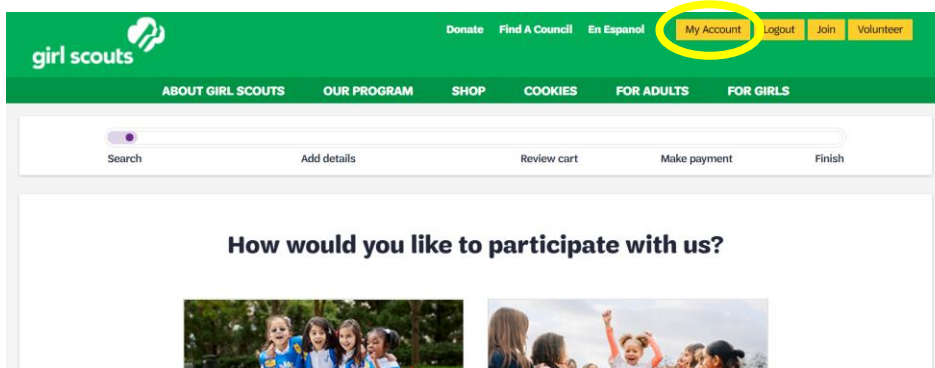 girl scouts
Donate Find A Council En Espanol My Account Logout Join Volunteer
ABOUT GIRL SCOUTS OUR PROGRAM SHOP COOKIES FOR ADULTS FOR GIRLS
Search Add details Review cart Make payment Finish
How would you like to participate with us?